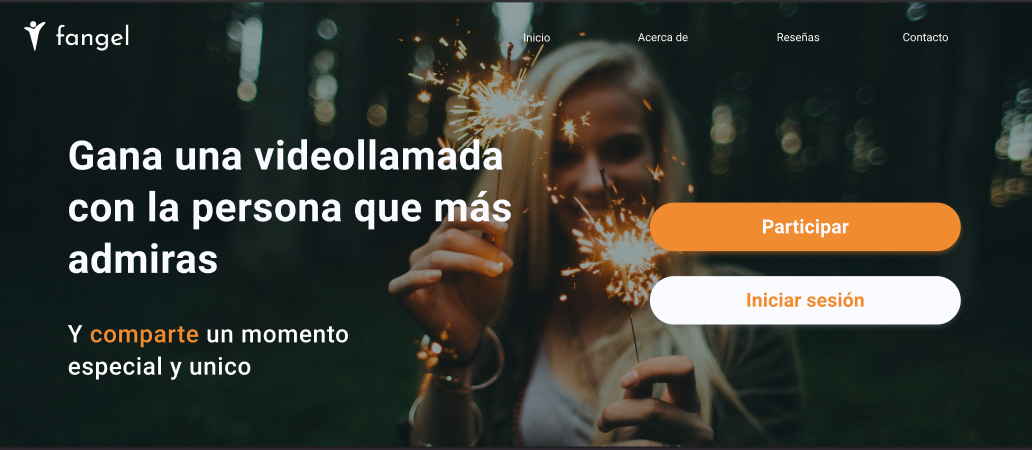 fangel
Inicio
Acerca de
Reseñas
Contacto
Gana una videollamada
con la persona que más
admiras
Participar
Iniciar sesión
Y comparte un momento
especial y unico